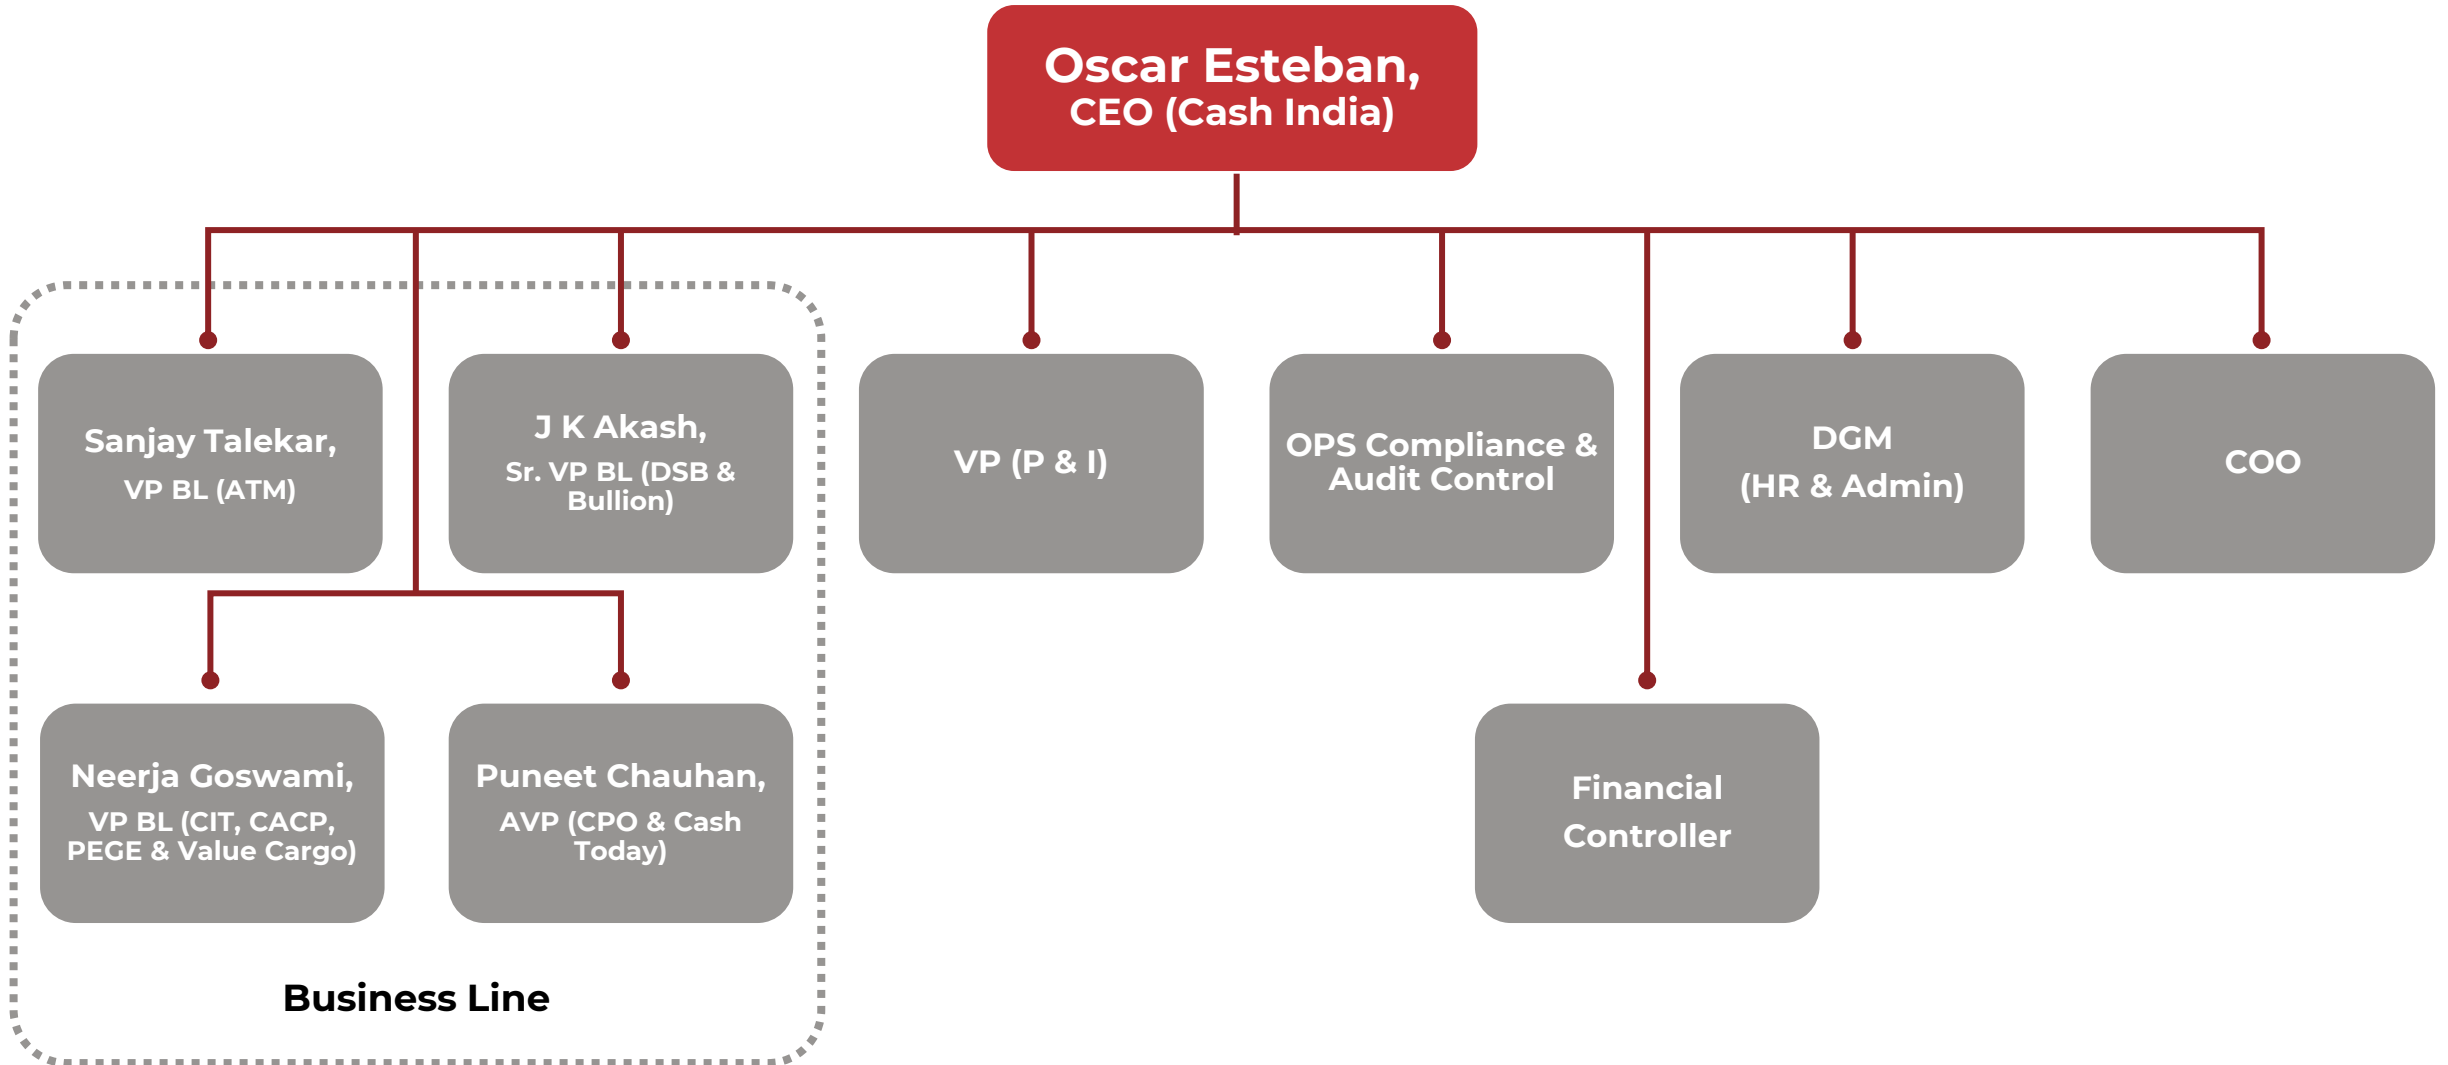 Oscar Esteban,
CEO (Cash India)
Sanjay Talekar,
VP BL (ATM)
J K Akash,
Sr. VP BL (DSB &
Bullion)
VP (P & I)
OPS Compliance &
Audit Control
DGM
(HR & Admin)
COO
Neerja Goswami,
VP BL (CIT, CACP,
PEGE & Value Cargo)
Puneet Chauhan,
AVP (CPO & Cash
Today)
Financial
Controller
Business Line